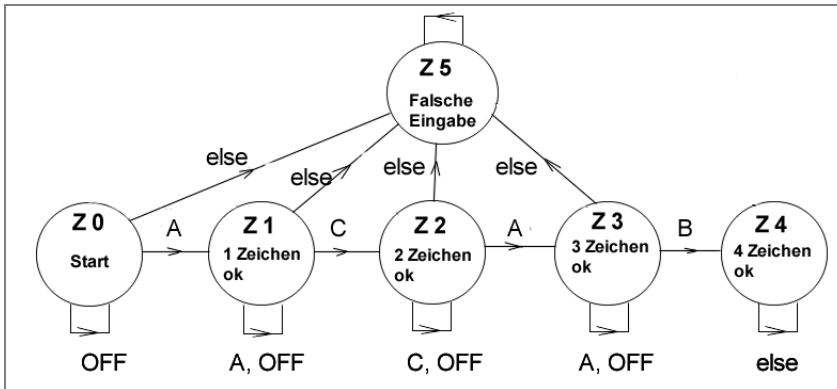 Z 5
Falsche
Eingabe
else
else
else
else
Z 0
Start
A
Z 1
1 Zeichen
ok
C
Z 2
2 Zeichen
ok
A
Z 3
3 Zeichen
ok
B
Z 4
4 Zeichen
ok
OFF
A, OFF
C, OFF
A, OFF
else